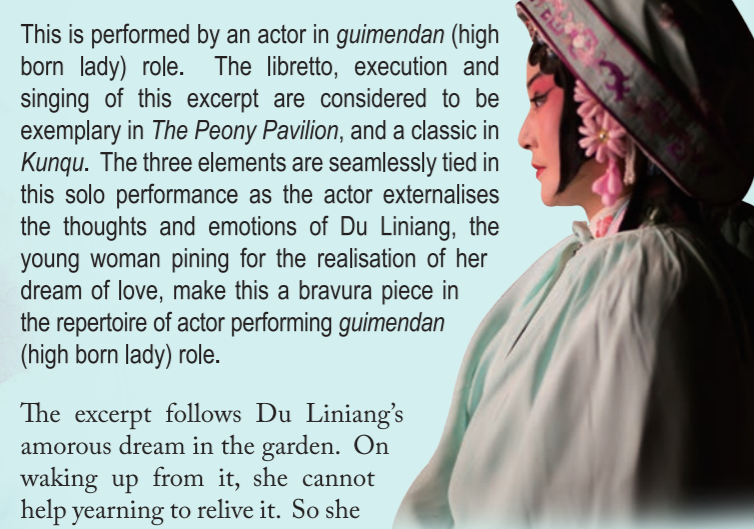 This is performed by an actor in guimendan (high
born lady) role. The libretto, execution and
singing of this excerpt are considered to be
exemplary in The Peony Pavilion, and a classic in
Kunqu. The three elements are seamlessly tied in
this solo performance as the actor externalises
the thoughts and emotions of Du Liniang, the
young woman pining for the realisation of her
dream of love, make this a bravura piece in
the repertoire of actor performing guimendan
(high born lady) role.
The excerpt follows Du Liniang's
amorous dream in the garden. On
waking up from it, she cannot
help yearning to relive it. So she